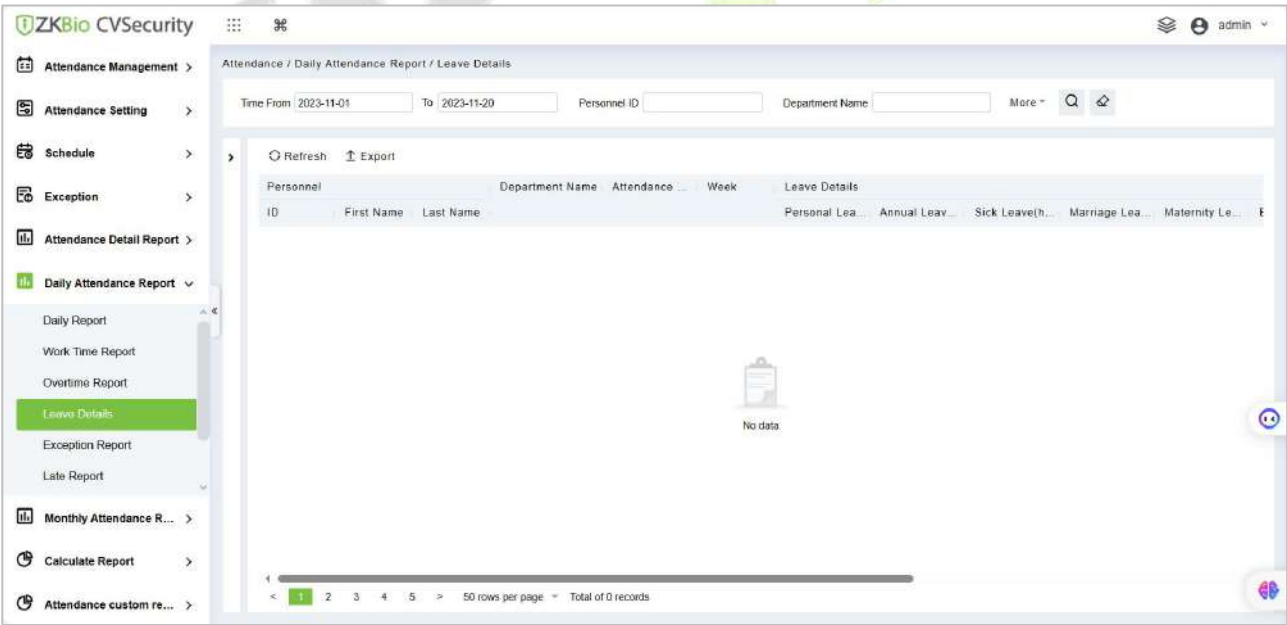 ZKBio CVSecurity
admin
Attendance Management
Attendance Setting
Schedule
Exception
Attendance Detail Report
Daily Attendance Report
Daily Report
Work Time Report
Overtime Report
Leave Details
Exception Report
Late Report
Monthly Attendance R...
Calculate Report
Attendance custom re...
Attendance / Daily Attendance Report / Leave Details
Time From 2023-11-01 To 2023-11-20 Personnel ID Department Name More
Refresh Export
Personnel Department Name Attendance ... Week Leave Details
ID First Name Last Name Personal Lea... Annual Leav... Sick Leave(h... Marriage Lea... Maternity Le...
No data
< 1 2 3 4 5 > 50 rows per page Total of 0 records